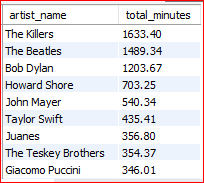 artist_name total_minutes
The Killers 1633.40
The Beatles 1489.34
Bob Dylan 1203.67
Howard Shore 703.25
John Mayer 540.34
Taylor Swift 435.41
Juanes 356.80
The Teskey Brothers 354.37
Giacomo Puccini 346.01